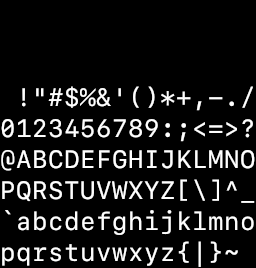 !"#$%&'()*+,-./
0123456789:;<=>?
@ABCDEFGHIJKLMNO
PQRSTUVWXYZ[\]^_
`abcdefghijklmno
pqrstuvwxyz{|}~